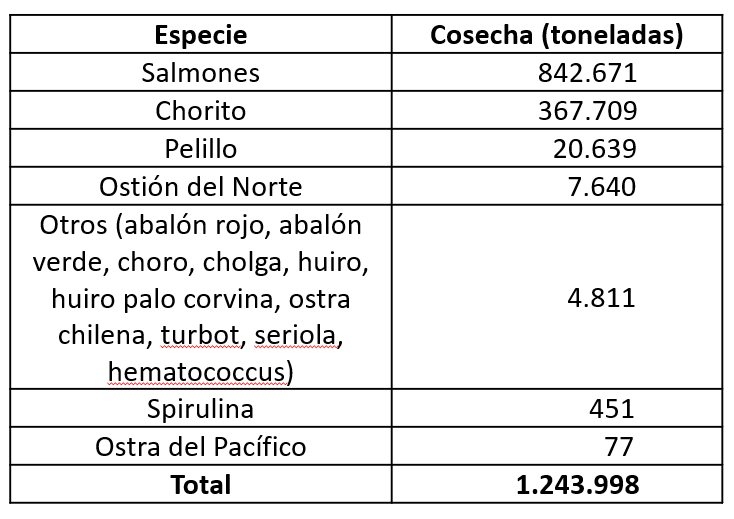 Especie Cosecha (toneladas)
Salmones 842.671
Chorito 367.709
Pelillo 20.639
Ostión del Norte 7.640
Otros (abalón rojo, abalón
verde, choro, cholga, huiro,
huiro palo corvina, ostra
chilena, turbot, seriola,
hematococcus)
4.811
Spirulina 451
Ostra del Pacífico 77
Total 1.243.998